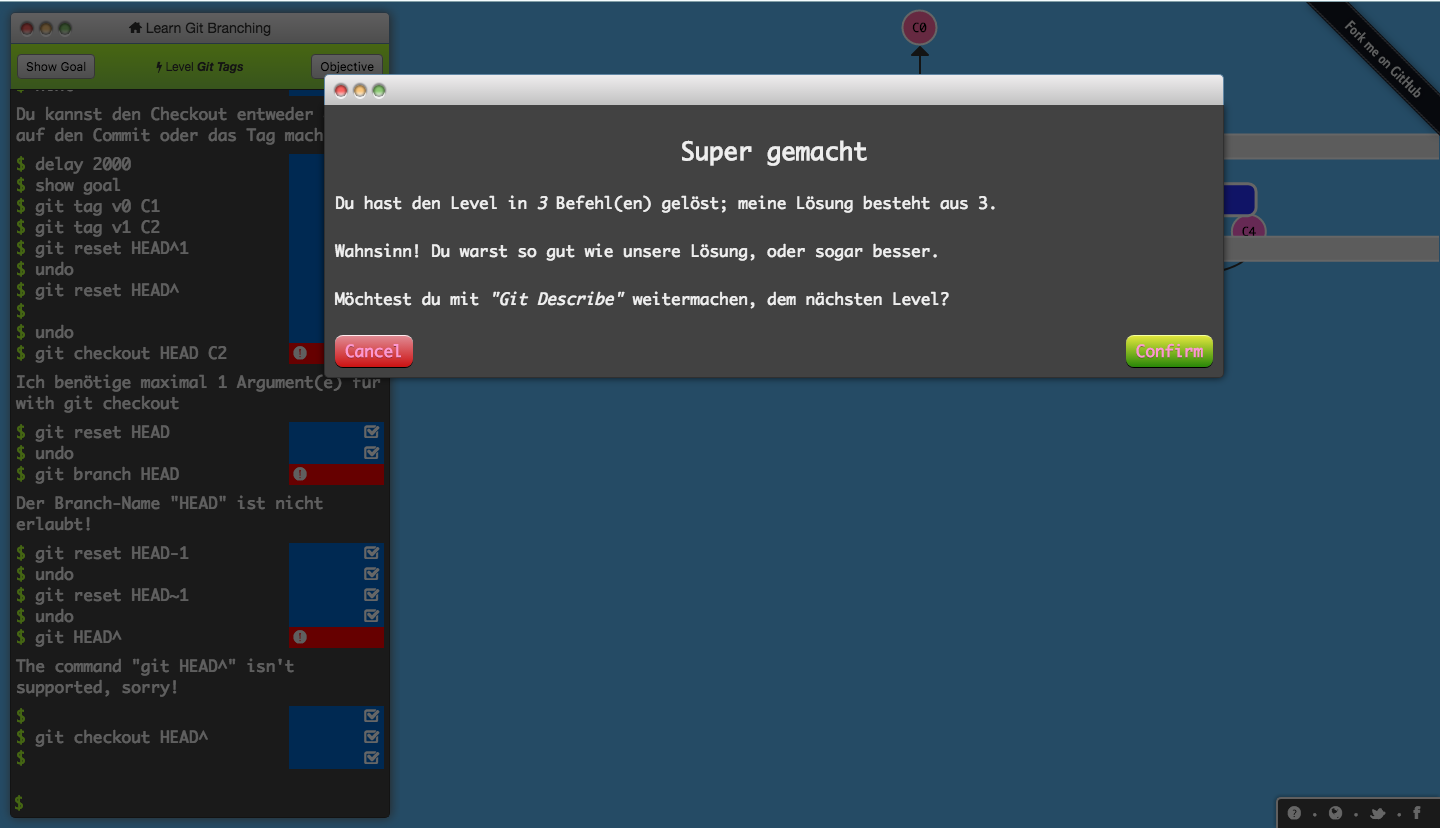 Learn Git Branching
Show Goal
Level Git Tags
Objective
Du kannst den Checkout entweder
auf den Commit oder das Tag mach
$ delay 2000
$ show goal
$ git tag v0 C1
$ git tag v1 C2
$ git reset HEAD^1
$ undo
$ git reset HEAD^
$
$ undo
$ git checkout HEAD C2
Ich benötige maximal 1 Argument(e) für
with git checkout
$ git reset HEAD
$ undo
$ git branch HEAD
Der Branch-Name "HEAD" ist nicht
erlaubt!
$ git reset HEAD-1
$ undo
$ git reset HEAD~1
$ undo
$ git HEAD^
The command "git HEAD^" isn't
supported, sorry!
$
$ git checkout HEAD^
$
$
C0
Fork me on GitHub
Super gemacht
Du hast den Level in 3 Befehl(en) gelöst; meine Lösung besteht aus 3.
Wahnsinn! Du warst so gut wie unsere Lösung, oder sogar besser.
Möchtest du mit "Git Describe" weitermachen, dem nächsten Level?
Cancel
Confirm
C4